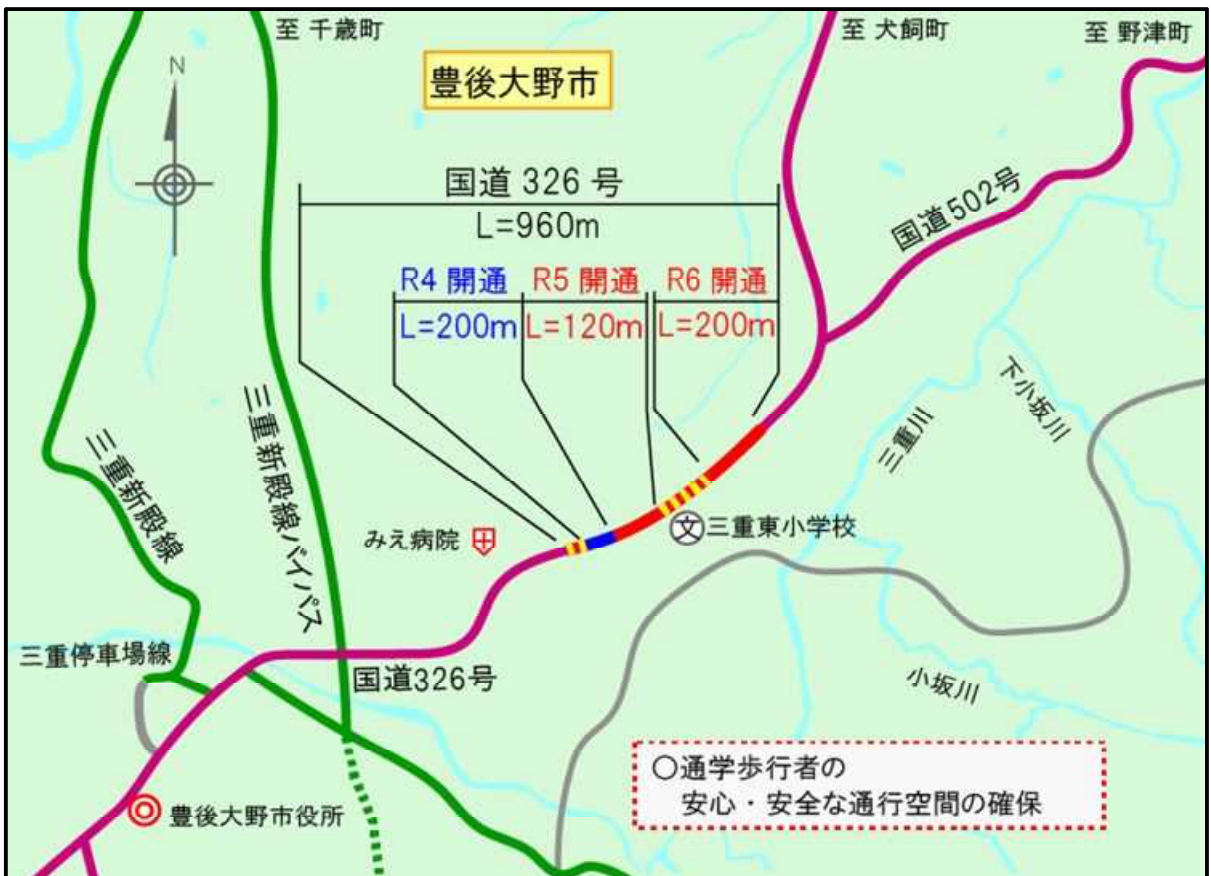 至 千歳町
至 犬飼町
至 野津町
N
豊後大野市
国道 326 号
L=960m
国道502号
R4 開通
R5 開通
R6 開通
L=200m
L=120m
L=200m
下小坂川
三重川
三重新殿線
三重新殿線バイパス
みえ病院
文
三重東小学校
三重停車場線
国道326号
小坂川
○通学歩行者の
安心・安全な通行空間の確保
豊後大野市役所